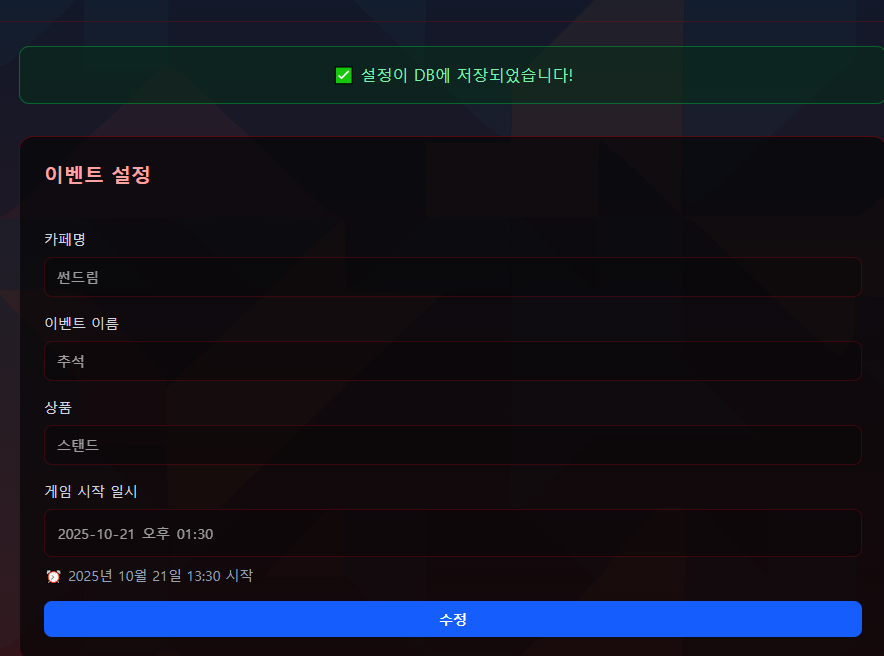 ✅ 설정이 DB에 저장되었습니다!
이벤트 설정
카페명
썬드림
이벤트 이름
추석
상품
스탠드
게임 시작 일시
2025-10-21 오후 01:30
⏰ 2025년 10월 21일 13:30 시작
수정